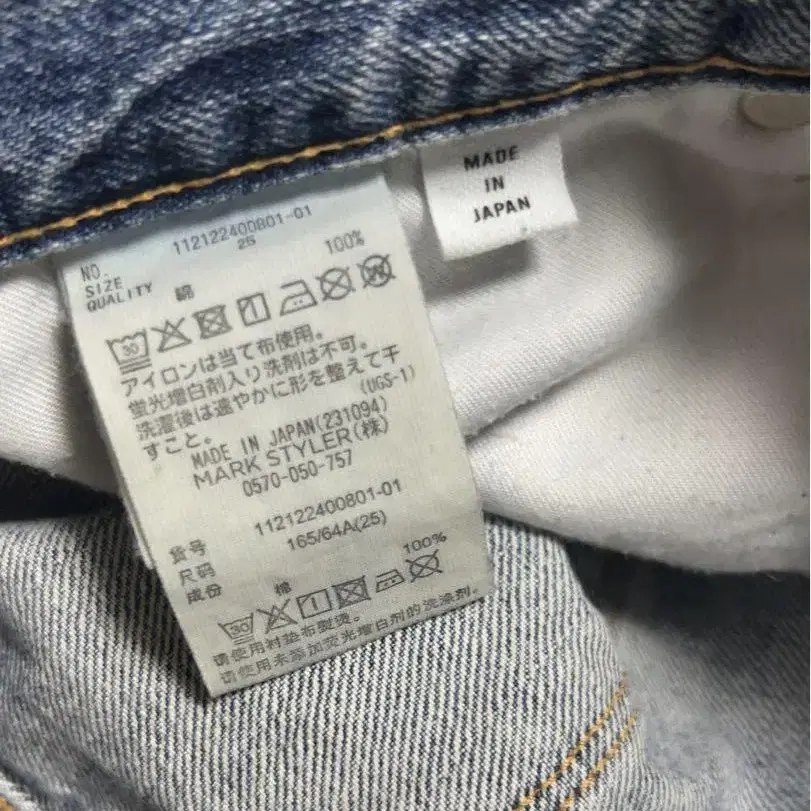 MADE
IN
JAPAN
NO. 112122400801-01
SIZE 25
QUALITY 綿 100%
30
アイロンは当て布使用。
蛍光増白剤入り洗剤は不可。
洗濯後は速やかに形を整えて干
すこと。 (UGS-1)
MADE IN JAPAN(231094)
MARK STYLER(株)
0570-050-757
货号 112122400801-01
尺码 165/64A(25)
成份 棉 100%
30
请使用衬垫布熨烫。
请使用未添加荧光增白剂的洗涤剂。